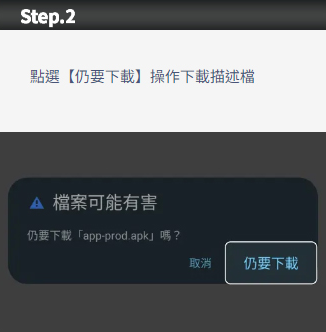 Step.2
點選【仍要下載】操作下載描述檔
檔案可能有害
仍要下載「app-prod.apk」嗎？
取消
仍要下載